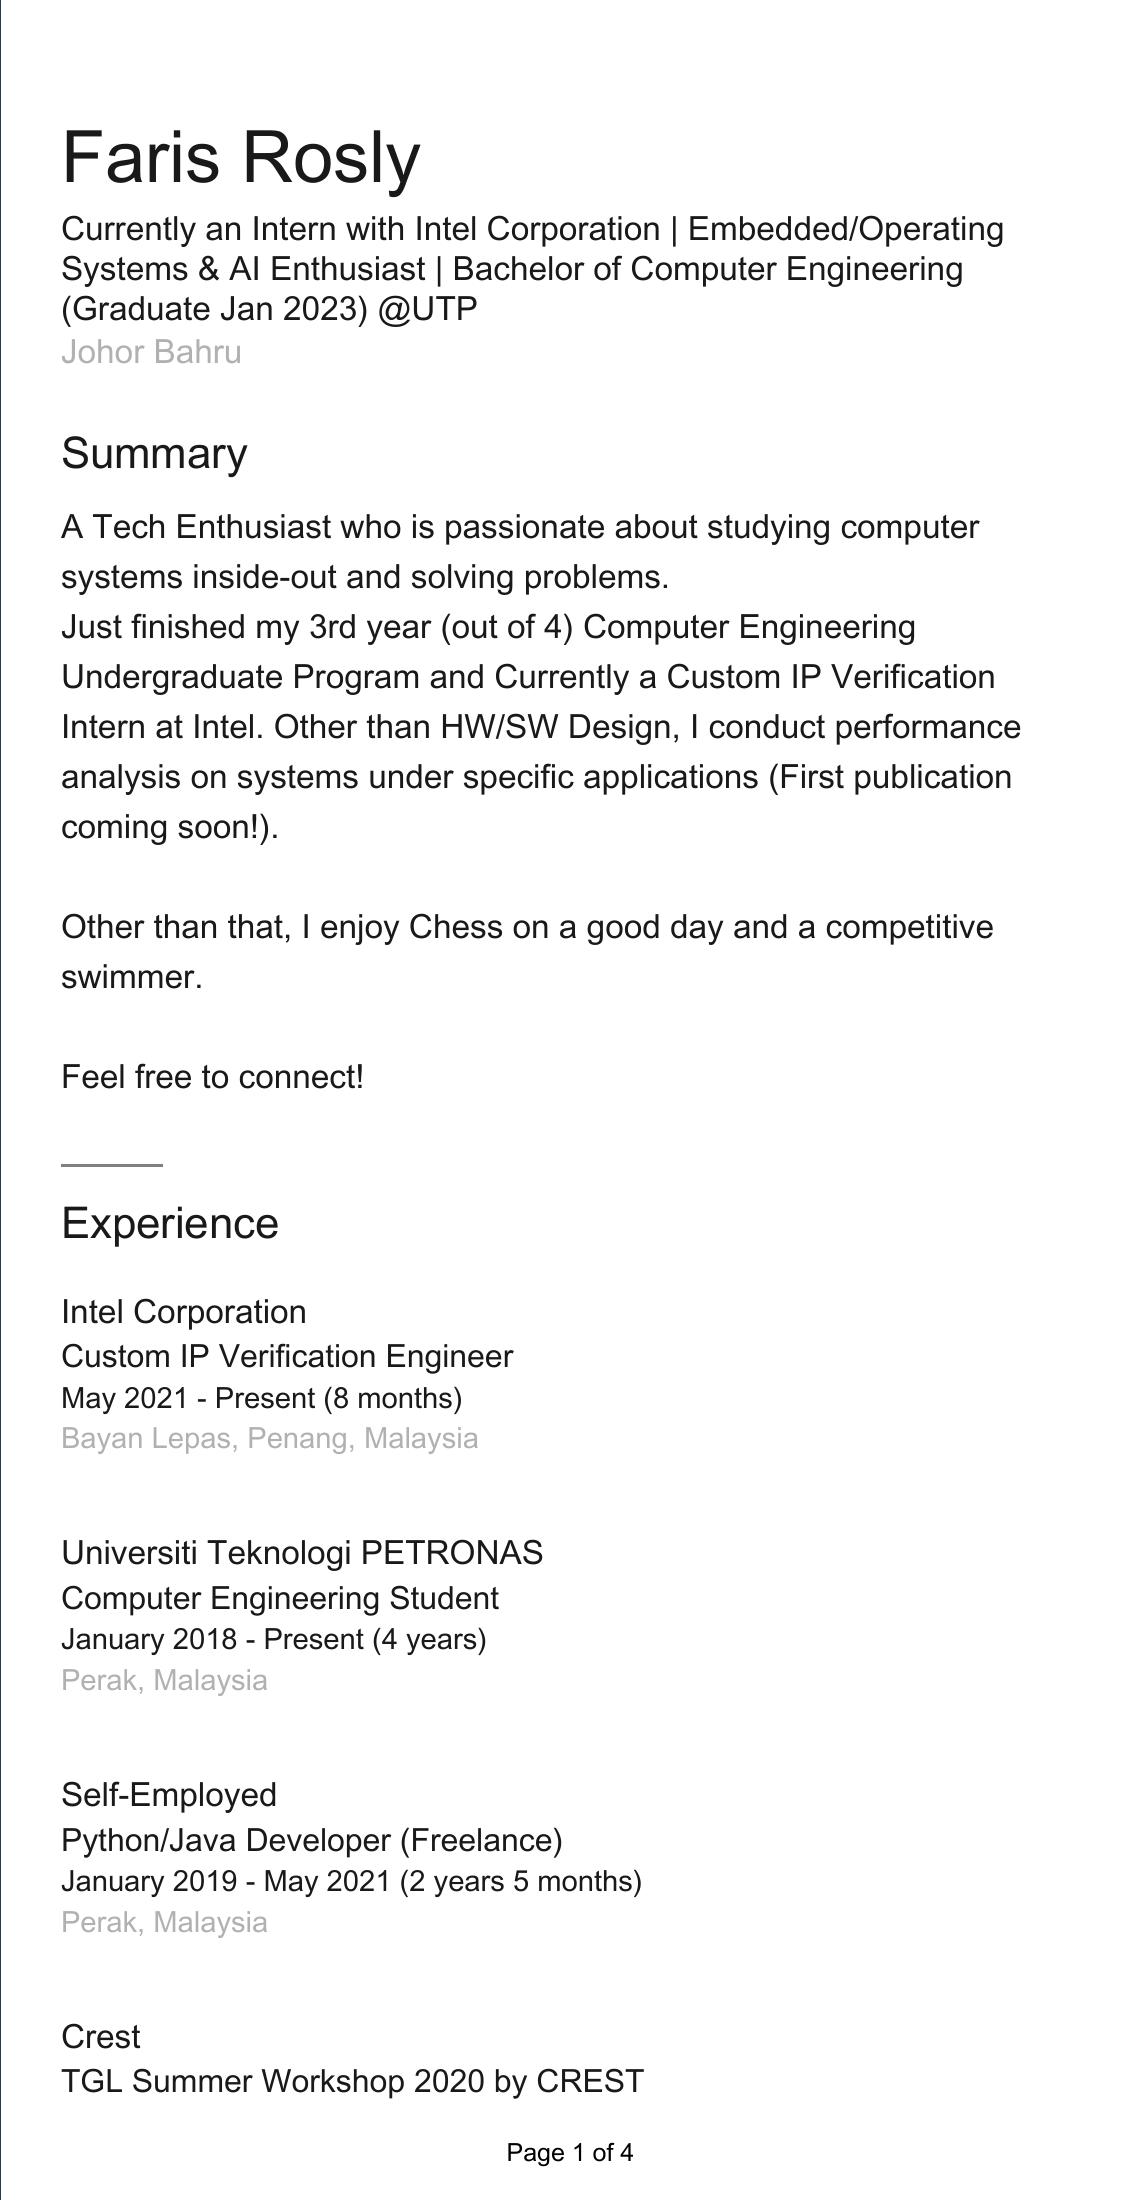 Faris Rosly
Currently an Intern with Intel Corporation | Embedded/Operating
Systems & AI Enthusiast | Bachelor of Computer Engineering
(Graduate Jan 2023) @UTP
Johor Bahru
Summary
A Tech Enthusiast who is passionate about studying computer
systems inside-out and solving problems.
Just finished my 3rd year (out of 4) Computer Engineering
Undergraduate Program and Currently a Custom IP Verification
Intern at Intel. Other than HW/SW Design, I conduct performance
analysis on systems under specific applications (First publication
coming soon!).
Other than that, I enjoy Chess on a good day and a competitive
swimmer.
Feel free to connect!
Experience
Intel Corporation
Custom IP Verification Engineer
May 2021 - Present (8 months)
Bayan Lepas, Penang, Malaysia
Universiti Teknologi PETRONAS
Computer Engineering Student
January 2018 - Present (4 years)
Perak, Malaysia
Self-Employed
Python/Java Developer (Freelance)
January 2019 - May 2021 (2 years 5 months)
Perak, Malaysia
Crest
TGL Summer Workshop 2020 by CREST
Page 1 of 4